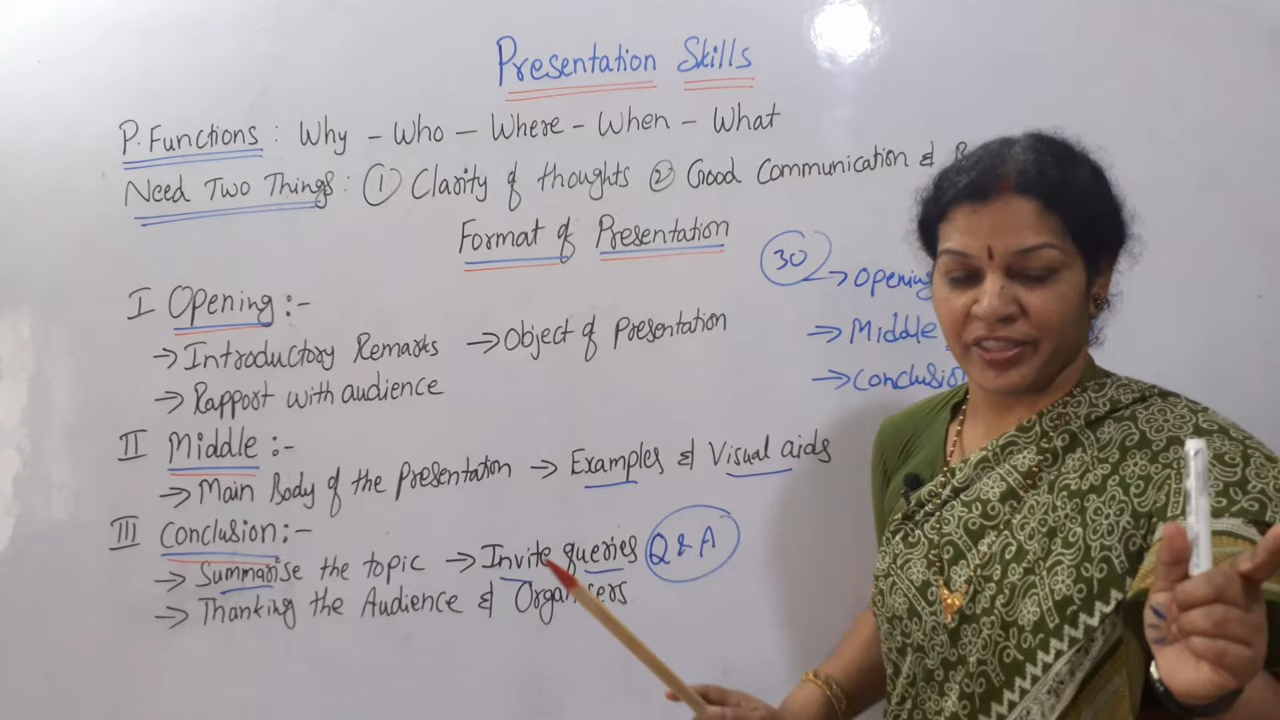 Presentation Skills
P. Functions : Why - Who - Where - When - What
Need Two Things : ① Clarity of thoughts ② Good Communication &
Format of Presentation
30 → Opening
→ Middle
→ Conclusion
I Opening :-
→ Introductory Remarks → Object of Presentation
→ Rapport with audience
II Middle :-
→ Main Body of the Presentation → Examples & Visual aids
III Conclusion :-
→ Summarise the topic → Invite queries Q & A
→ Thanking the Audience & Organisers